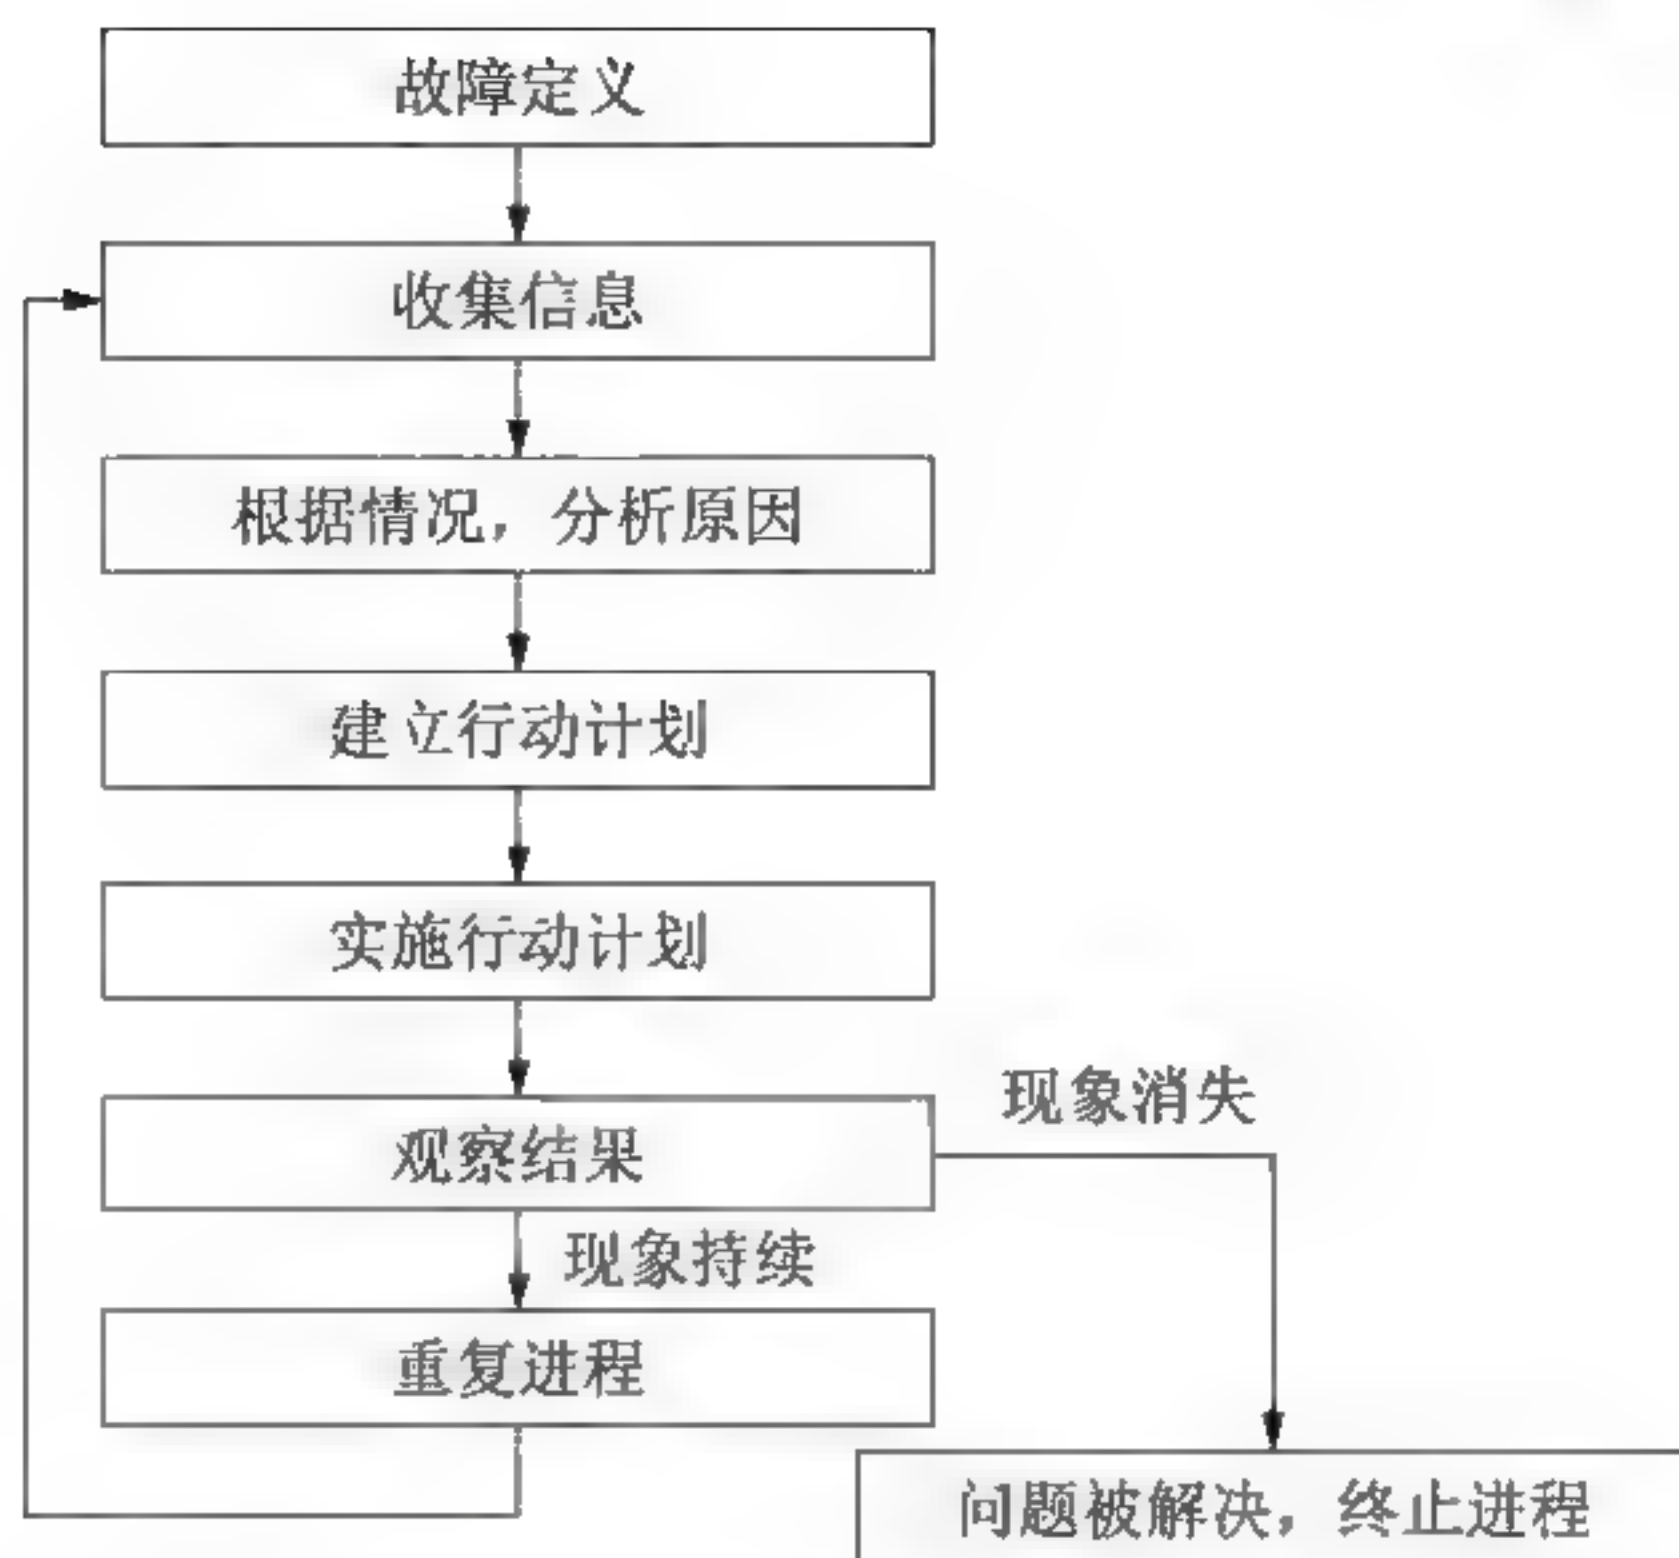 故障定义
收集信息
根据情况，分析原因
建立行动计划
实施行动计划
现象消失
观察结果
现象持续
重复进程
问题被解决，终止进程